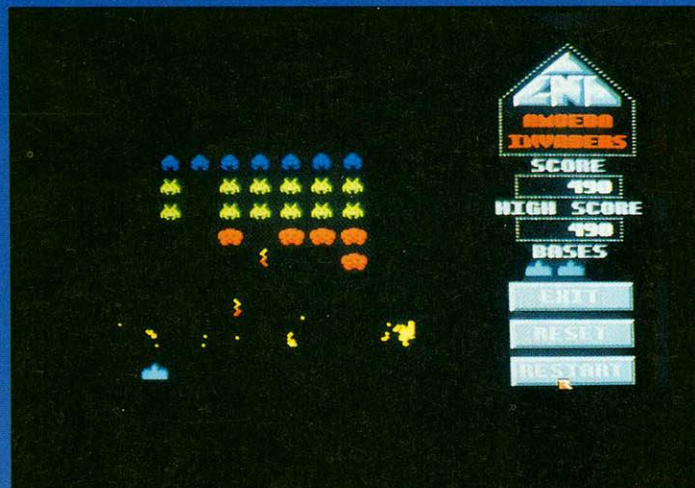 AMOEBA
INVADERS
SCORE
490
HIGH SCORE
490
BASES
EXIT
RESET
RESTART